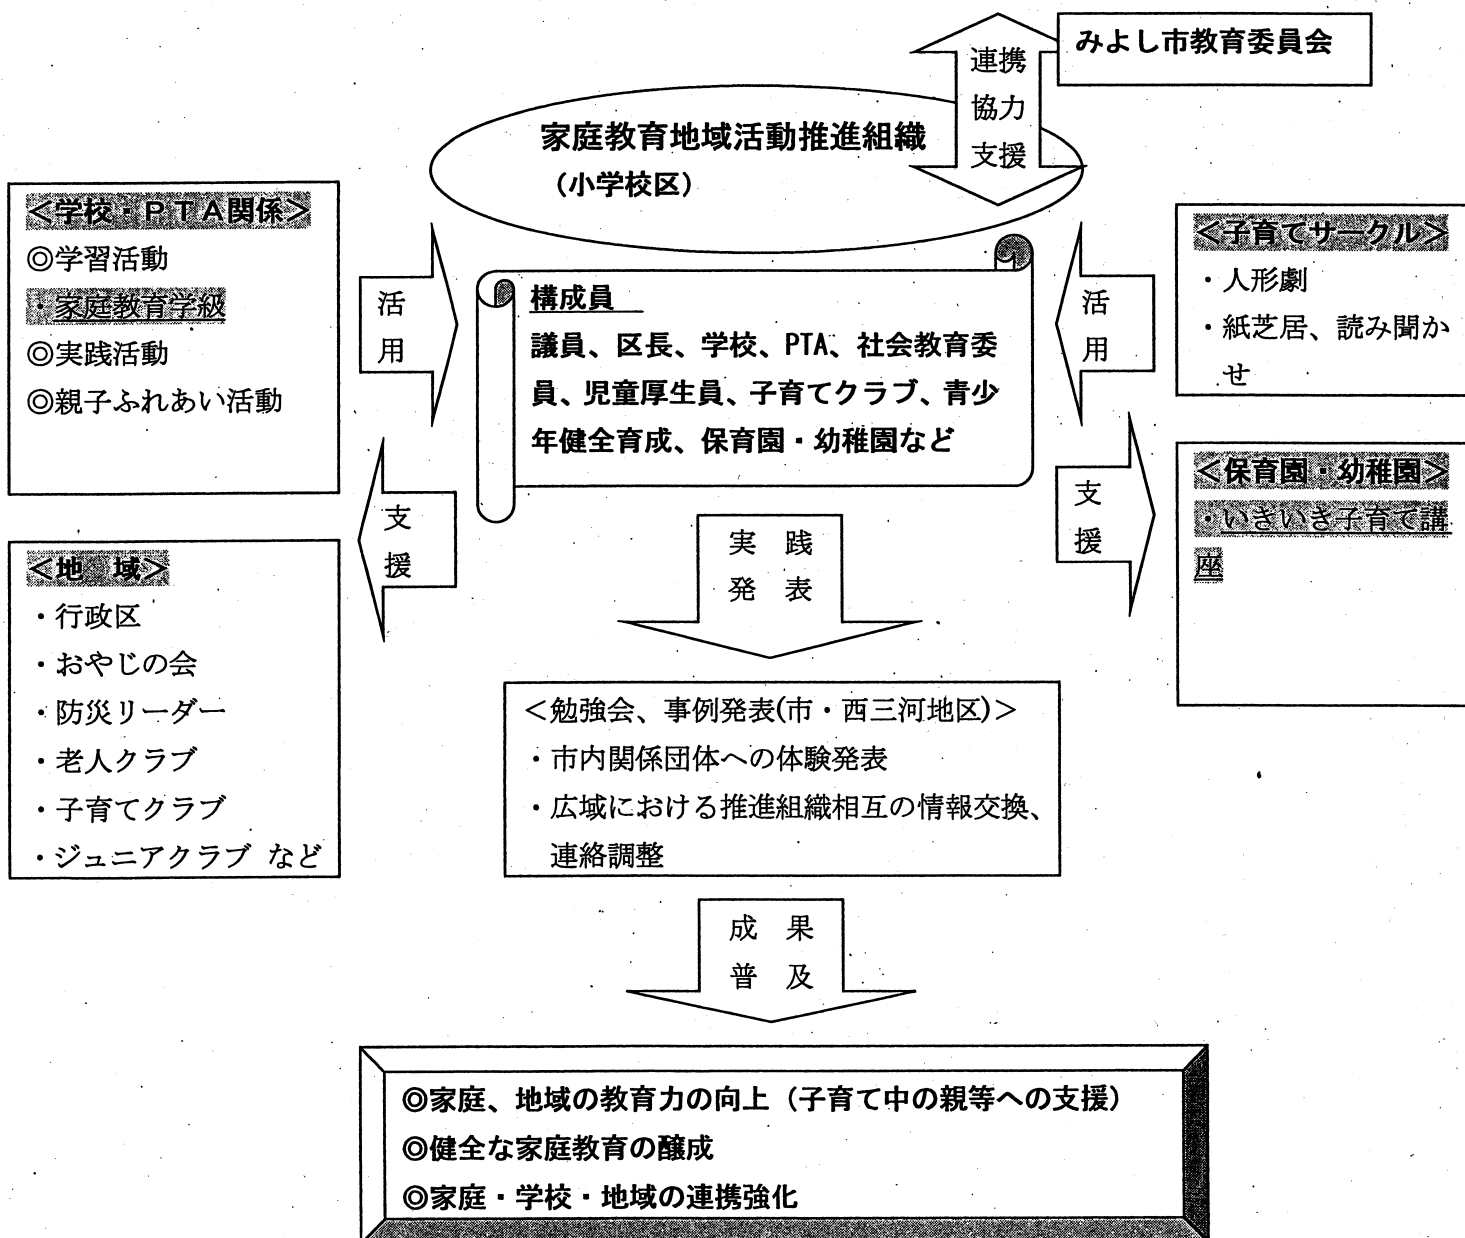 みよし市教育委員会
連携
協力
支援
家庭教育地域活動推進組織
（小学校区）
＜学校・ＰＴＡ関係＞
◎学習活動
・家庭教育学級
◎実践活動
◎親子ふれあい活動
活
用
構成員
議員、区長、学校、PTA、社会教育委
員、児童厚生員、子育てクラブ、青少
年健全育成、保育園・幼稚園など
活
用
＜子育てサークル＞
・人形劇
・紙芝居、読み聞か
せ
支
援
支
援
＜保育園・幼稚園＞
・いきいき子育て講
座
＜地　域＞
・行政区
・おやじの会
・防災リーダー
・老人クラブ
・子育てクラブ
・ジュニアクラブ など
実　践
発　表
＜勉強会、事例発表(市・西三河地区)＞
・市内関係団体への体験発表
・広域における推進組織相互の情報交換、
連絡調整
成　果
普　及
◎家庭、地域の教育力の向上（子育て中の親等への支援）
◎健全な家庭教育の醸成
◎家庭・学校・地域の連携強化